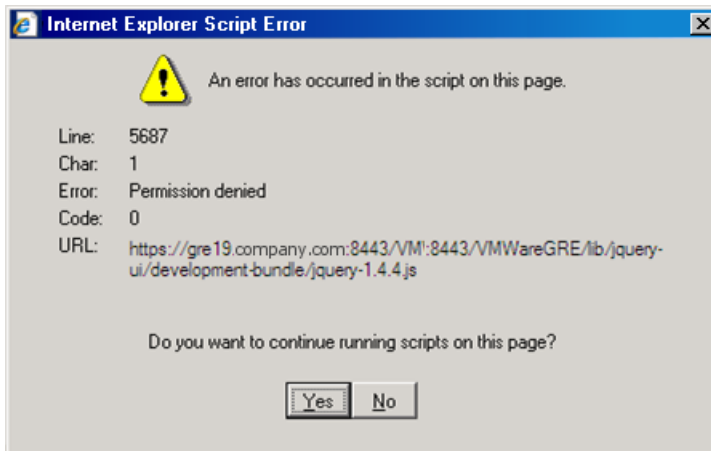 Internet Explorer Script Error
An error has occurred in the script on this page.
Line: 5687
Char: 1
Error: Permission denied
Code: 0
URL: https://gre19.company.com:8443/VM':8443/VMWareGRE/lib/jquery-
ui/development-bundle/jquery-1.4.4.js
Do you want to continue running scripts on this page?
Yes No